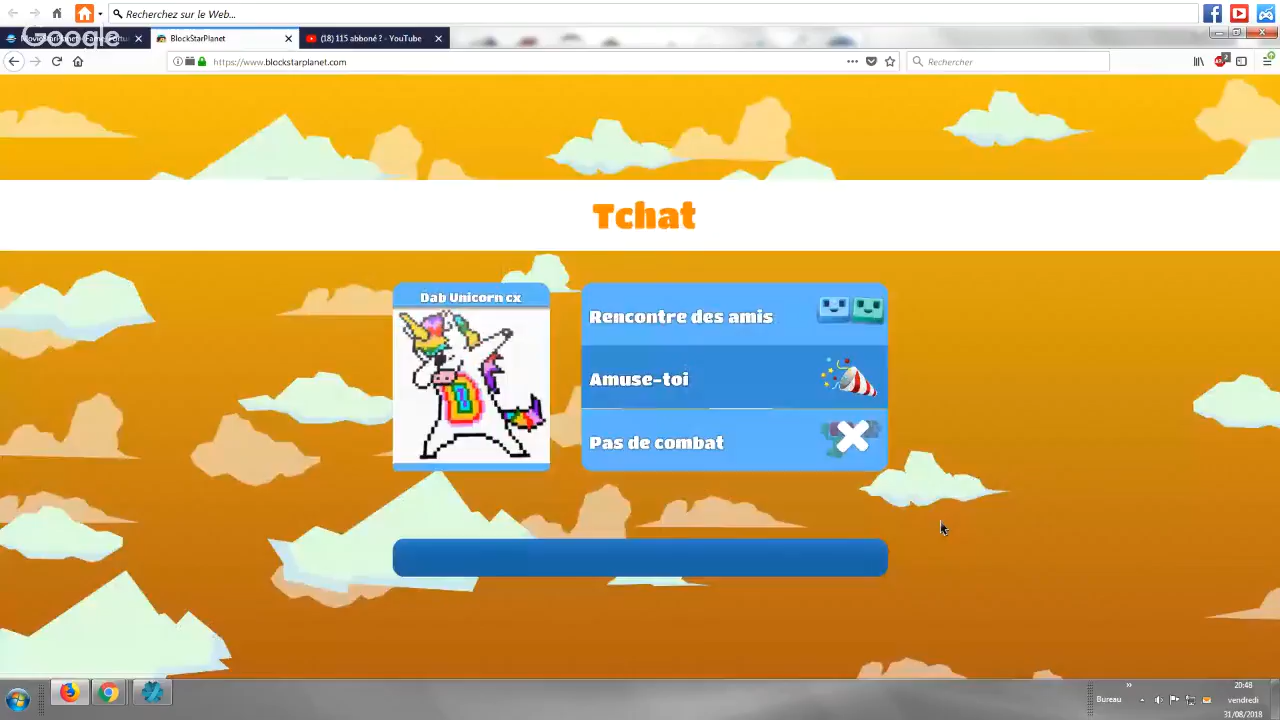 Recherchez sur le Web...
Google
BlockStarPlanet
(18) 115 abboné ? - YouTube
https://www.blockstarplanet.com
Rechercher
Tchat
Dab Unicorn cx
Rencontre des amis
Amuse-toi
Pas de combat
Bureau
20:48
vendredi
31/08/2018